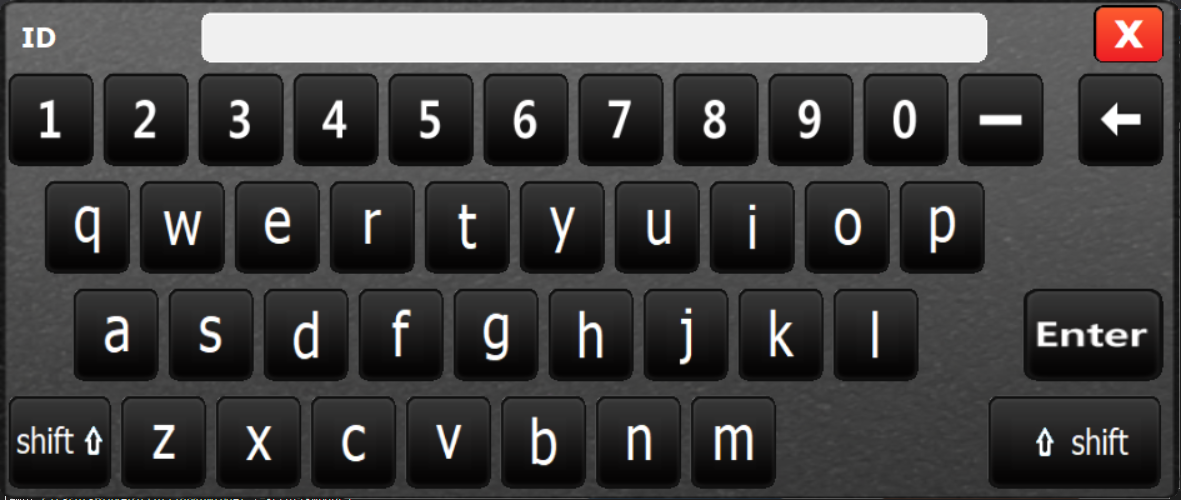 ID X
1 2 3 4 5 6 7 8 9 0 — ←
q w e r t y u i o p
a s d f g h j k l Enter
shift ⇧ z x c v b n m ⇧ shift